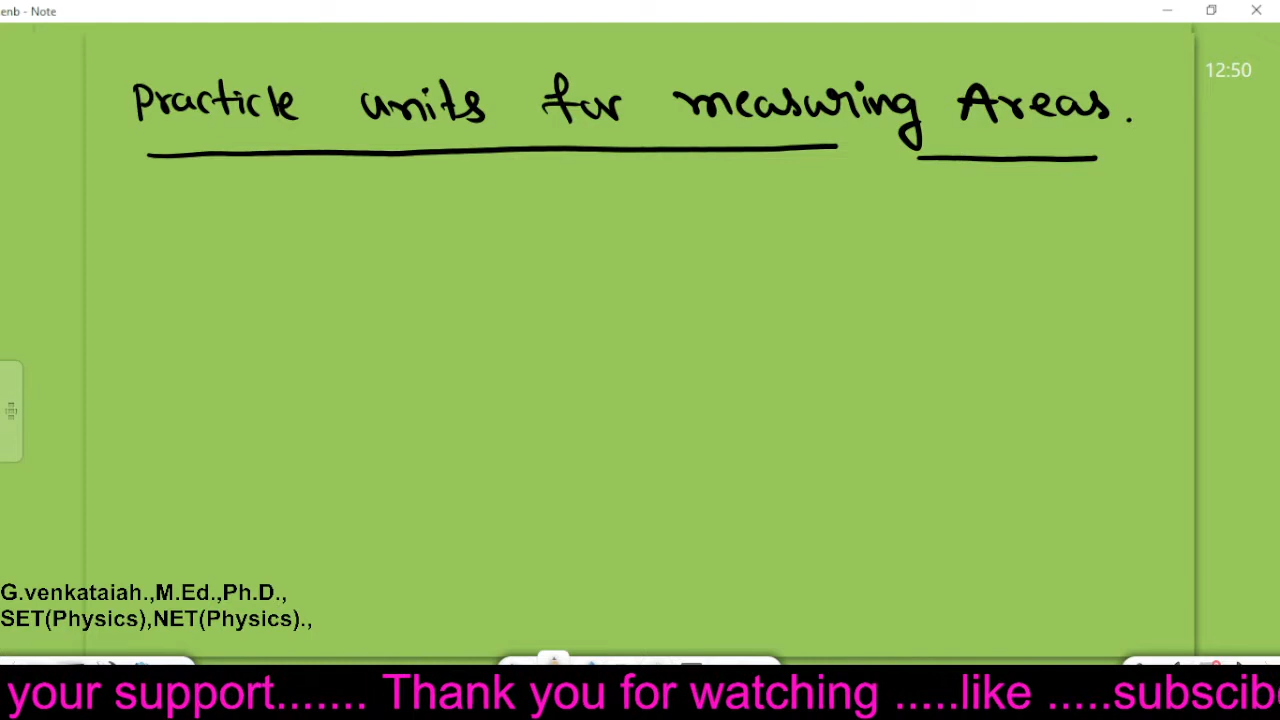 enb - Note
12:50
Practicle units for measuring Areas.
G.venkataiah.,M.Ed.,Ph.D.,
SET(Physics),NET(Physics).,
your support....... Thank you for watching .....like .....subscib